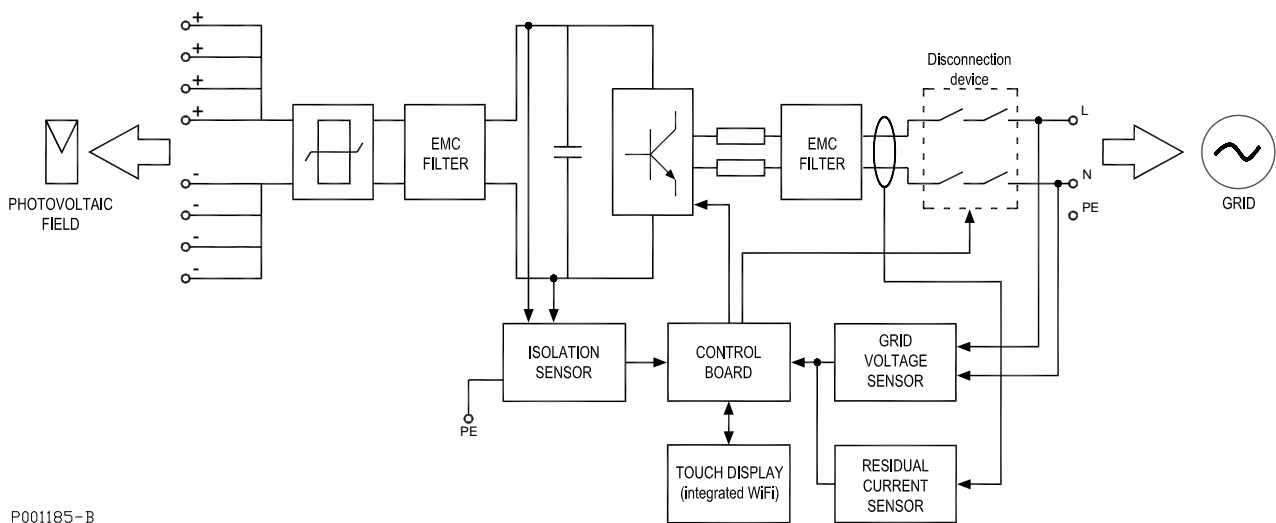 +
+
+
+
-
-
-
-
PHOTOVOLTAIC
FIELD
EMC
FILTER
EMC
FILTER
Disconnection
device
L
N
PE
GRID
ISOLATION
SENSOR
PE
CONTROL
BOARD
GRID
VOLTAGE
SENSOR
TOUCH DISPLAY
(integrated WiFi)
RESIDUAL
CURRENT
SENSOR
P001185-B